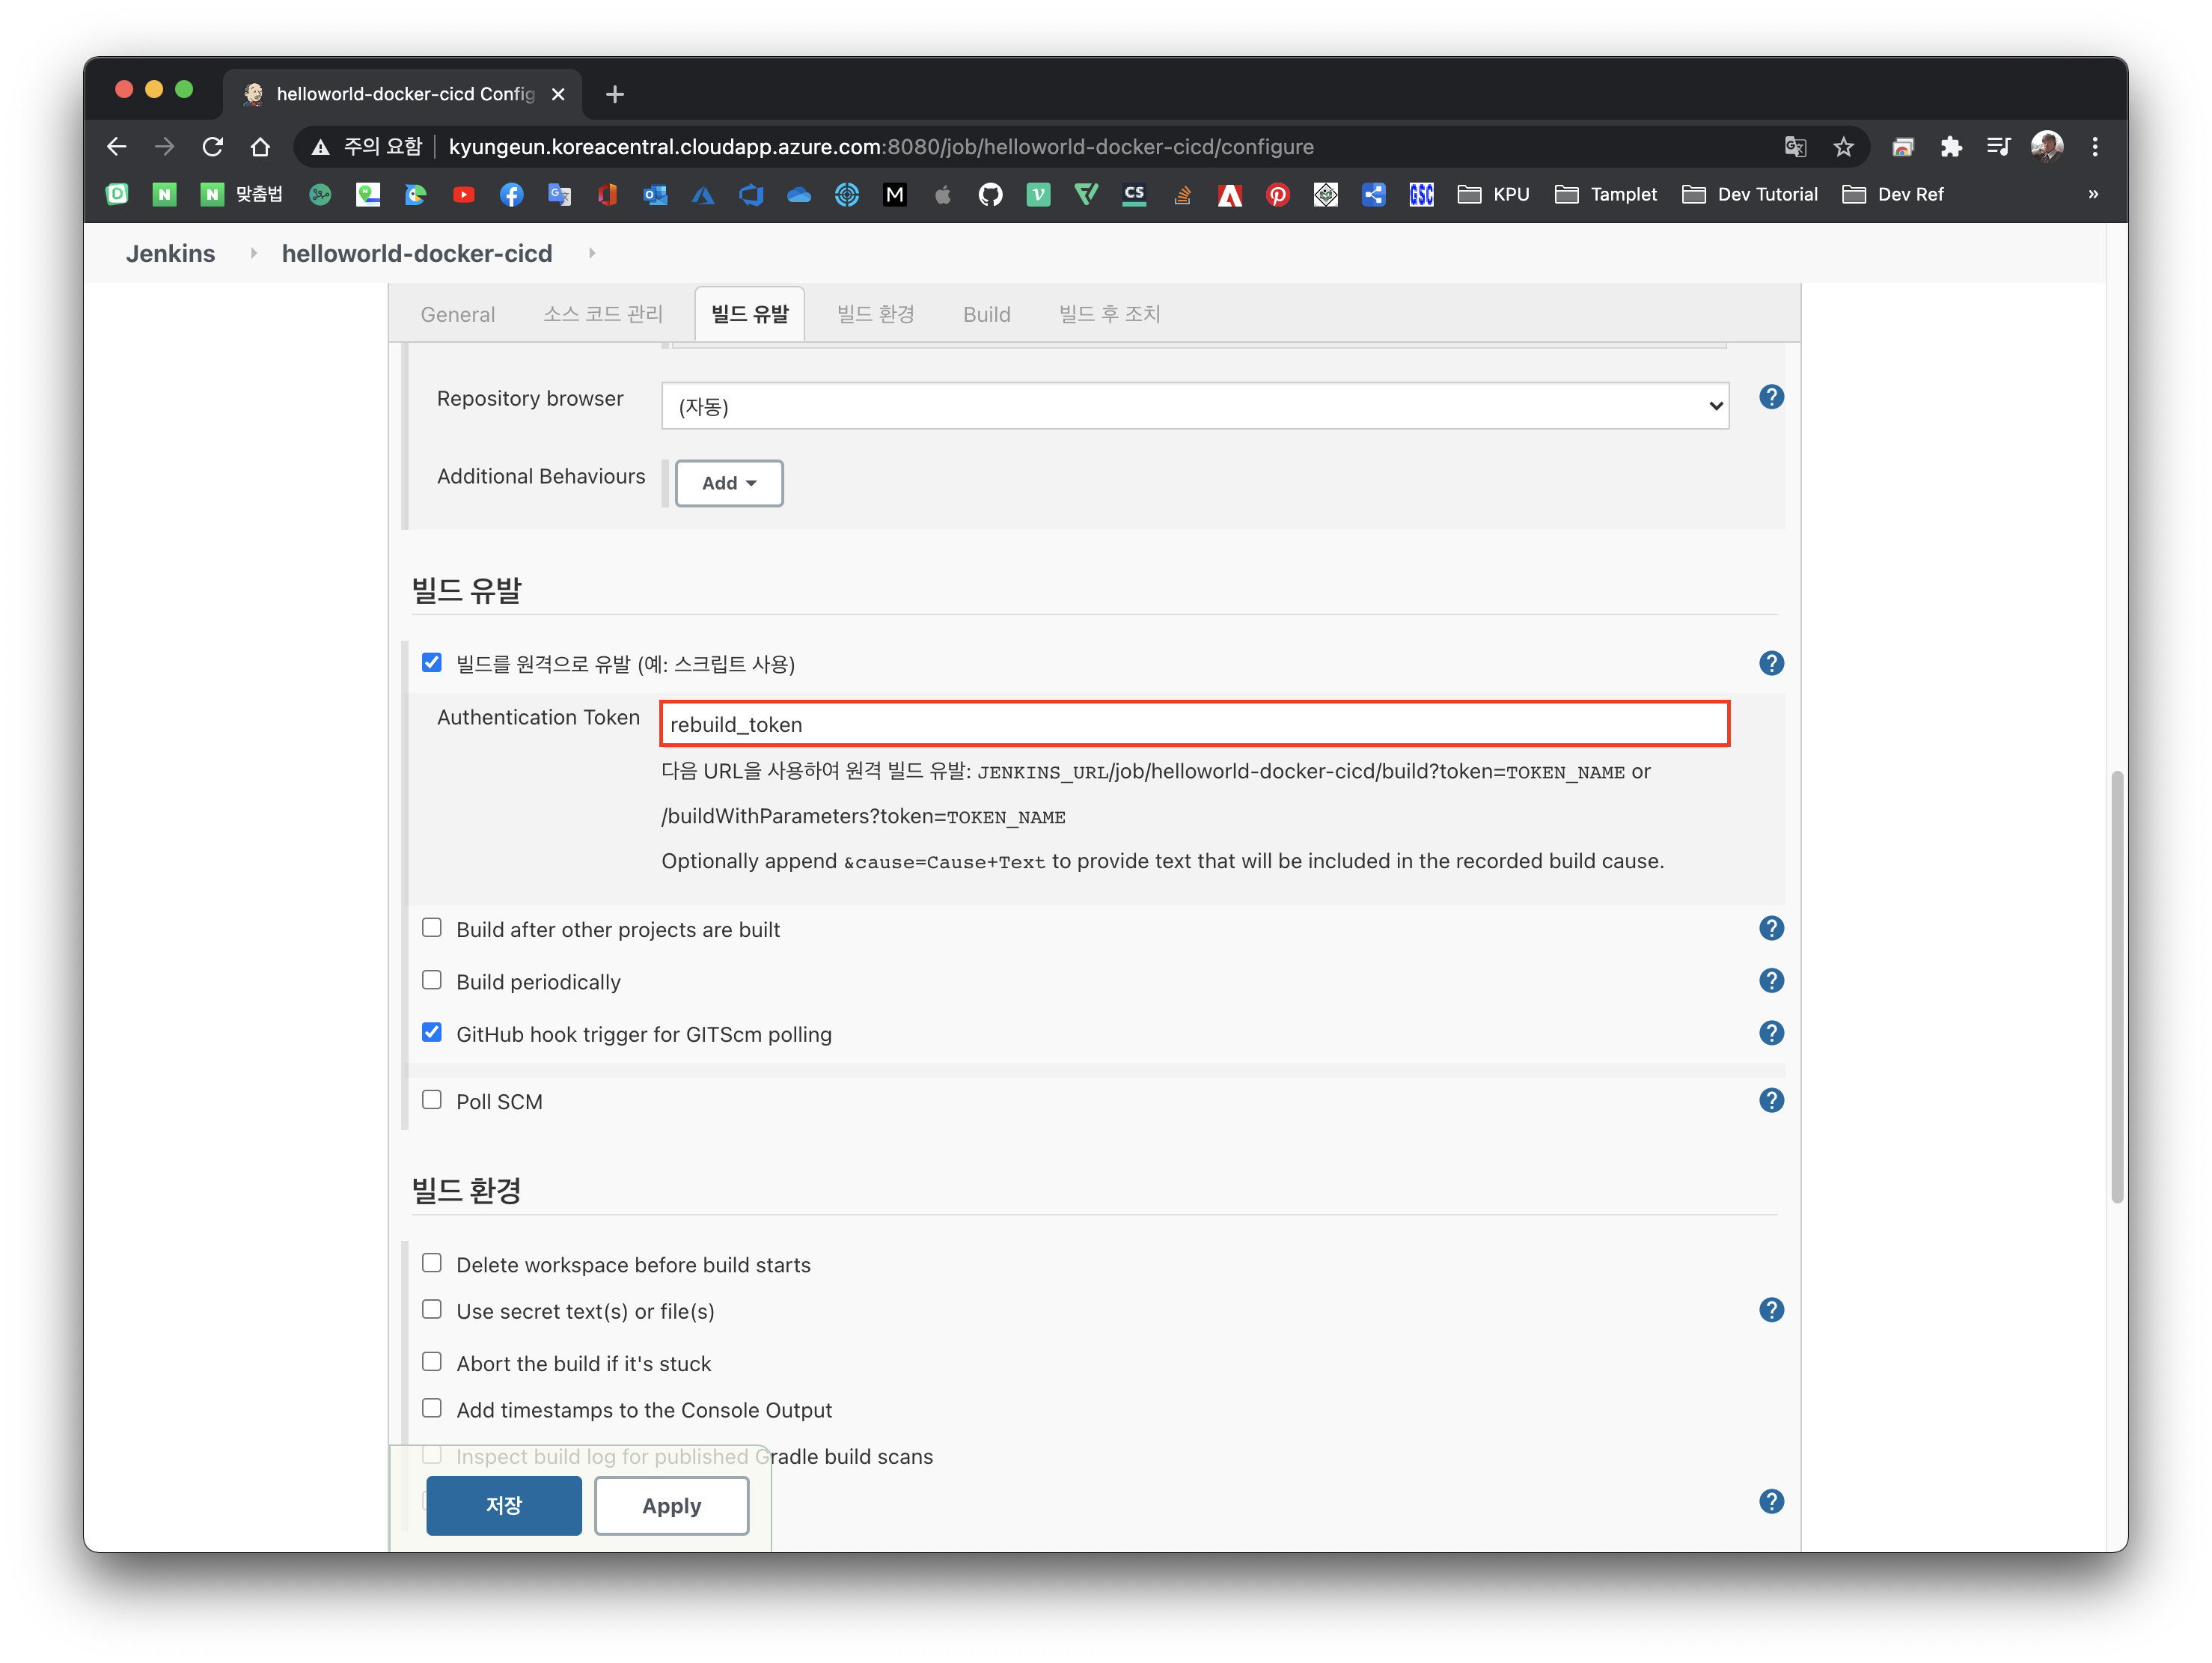 helloworld-docker-cicd Config
주의 요함 kyungeun.koreacentral.cloudapp.azure.com:8080/job/helloworld-docker-cicd/configure
맞춤법 M CS GSC KPU Tamplet Dev Tutorial Dev Ref »
Jenkins helloworld-docker-cicd
General 소스 코드 관리 빌드 유발 빌드 환경 Build 빌드 후 조치
Repository browser (자동)
Additional Behaviours Add
빌드 유발
빌드를 원격으로 유발 (예: 스크립트 사용)
Authentication Token rebuild_token
다음 URL을 사용하여 원격 빌드 유발: JENKINS_URL/job/helloworld-docker-cicd/build?token=TOKEN_NAME or
/buildWithParameters?token=TOKEN_NAME
Optionally append &cause=Cause+Text to provide text that will be included in the recorded build cause.
Build after other projects are built
Build periodically
GitHub hook trigger for GITScm polling
Poll SCM
빌드 환경
Delete workspace before build starts
Use secret text(s) or file(s)
Abort the build if it's stuck
Add timestamps to the Console Output
Inspect build log for published Gradle build scans
저장 Apply